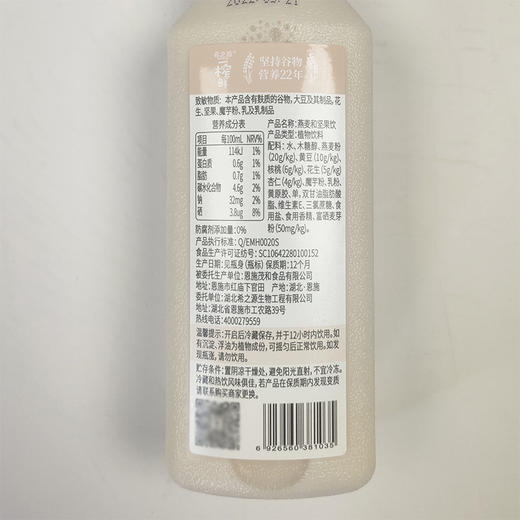 2022/05/21
三榨
坚持谷物
营养22年
致敏物质：本产品含有麸质的谷物，大豆及其制品，花
生、坚果、魔芋粉、乳及乳制品
营养成分表
项目 每100mL NRV%
能量 114kJ 1%
蛋白质 0.6g 1%
脂肪 0.7g 1%
碳水化合物 4.6g 2%
钠 32mg 2%
硒 3.8ug 8%
产品名称：燕麦和坚果饮
产品类型：植物饮料
配料：水、木糖醇、燕麦粉
(20g/kg)、黄豆(10g/kg)、
核桃(6g/kg)、花生(5g/kg)
杏仁(4g/kg)、魔芋粉、乳粉、
黄原胶、单，双甘油脂肪酸
酯、维生素E、三氯蔗糖、食
用盐、食用香精，富硒麦芽
粉(50mg/kg)。
防腐剂添加量：0%
产品执行标准：Q/EMH0020S
食品生产许可证号：SC10642280100152
生产日期：见瓶身(瓶标) 保质期：12个月
被委托生产单位：恩施茂和食品有限公司
地址：恩施市红庙下官田 产地：湖北·恩施
委托单位：湖北希之源生物工程有限公司
地址：湖北省恩施市工农路39号
热线电话：4000279559
温馨提示：开启后冷藏保存，并于12小时内饮用。如
有沉淀、浮油为植物成份，可摇匀后正常饮用。如
发现瓶涨，请勿饮用。
贮存条件：置阴凉干燥处，避免阳光直射，不宜冷冻。
冷藏和热饮风味俱佳，若产品在保质期内发现变质
请联系购买商家更换。
6 926560 381035